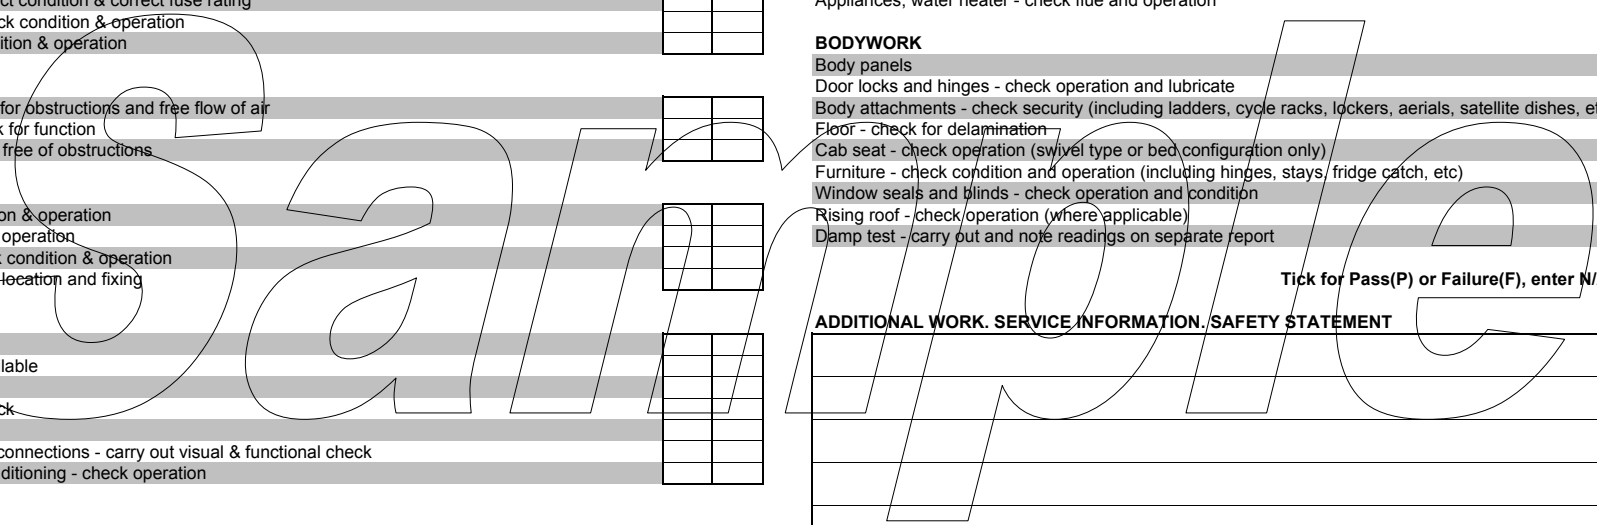 ct condition & correct fuse rating
ck condition & operation
ition & operation
for obstructions and free flow of air
k for function
free of obstructions
on & operation
operation
k condition & operation
location and fixing
lable
ck
connections - carry out visual & functional check
ditioning - check operation
Appliances, water heater - check flue and operation
BODYWORK
Body panels
Door locks and hinges - check operation and lubricate
Body attachments - check security (including ladders, cycle racks, lockers, aerials, satellite dishes, et
Floor - check for delamination
Cab seat - check operation (swivel type or bed configuration only)
Furniture - check condition and operation (including hinges, stays, fridge catch, etc)
Window seals and blinds - check operation and condition
Rising roof - check operation (where applicable)
Damp test - carry out and note readings on separate report
Tick for Pass(P) or Failure(F), enter N/
ADDITIONAL WORK. SERVICE INFORMATION. SAFETY STATEMENT
Sample